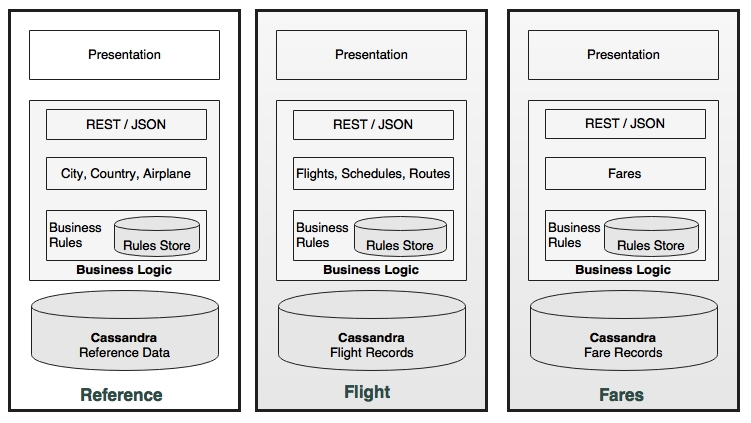 Presentation
REST / JSON
City, Country, Airplane
Business
Rules
Rules Store
Business Logic
Cassandra
Reference Data
Reference
Presentation
REST / JSON
Flights, Schedules, Routes
Business
Rules
Rules Store
Business Logic
Cassandra
Flight Records
Flight
Presentation
REST / JSON
Fares
Business
Rules
Rules Store
Business Logic
Cassandra
Fare Records
Fares